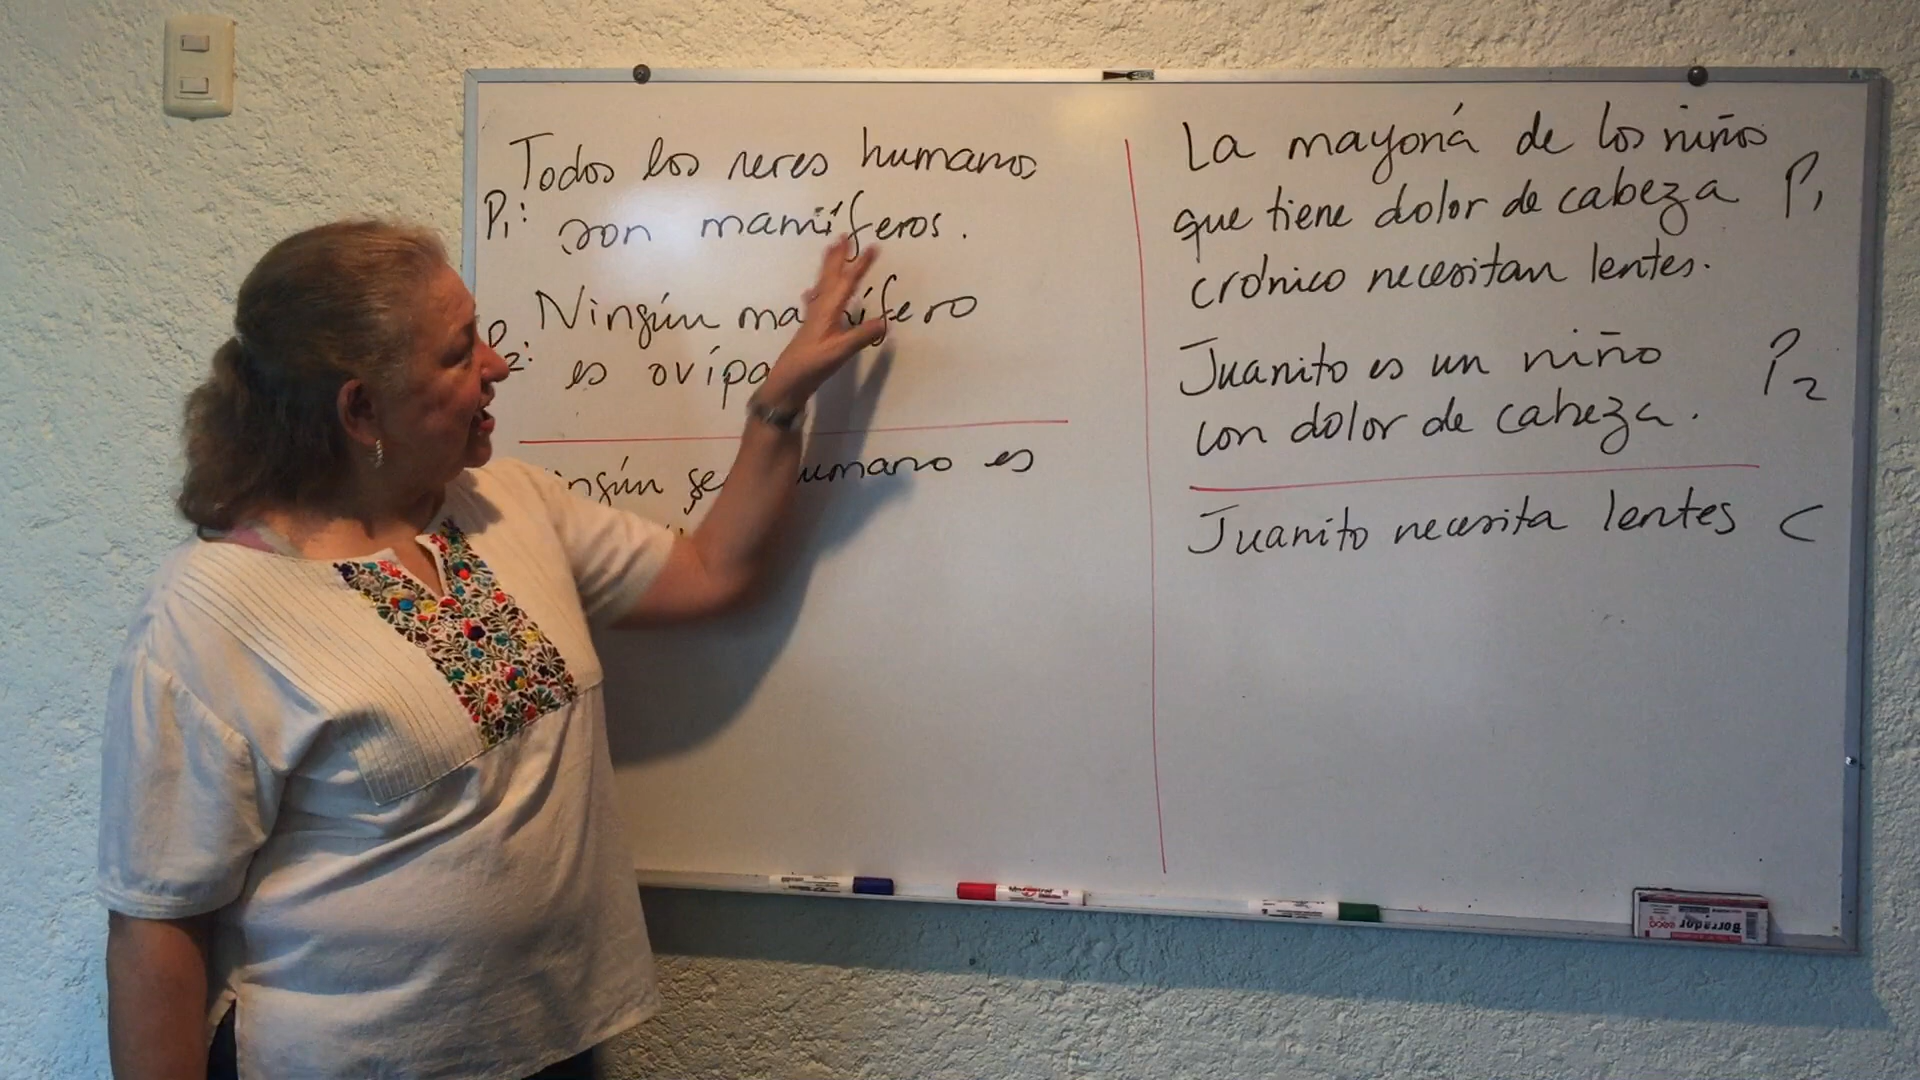 Todos los seres humanos
P1: son mamíferos.
Ningún mamífero
P2: es ovípa
ningún ser humano es
La mayoría de los niños
que tiene dolor de cabeza P1
crónico necesitan lentes.
Juanito es un niño P2
con dolor de cabeza.
Juanito necesita lentes C
Borrador